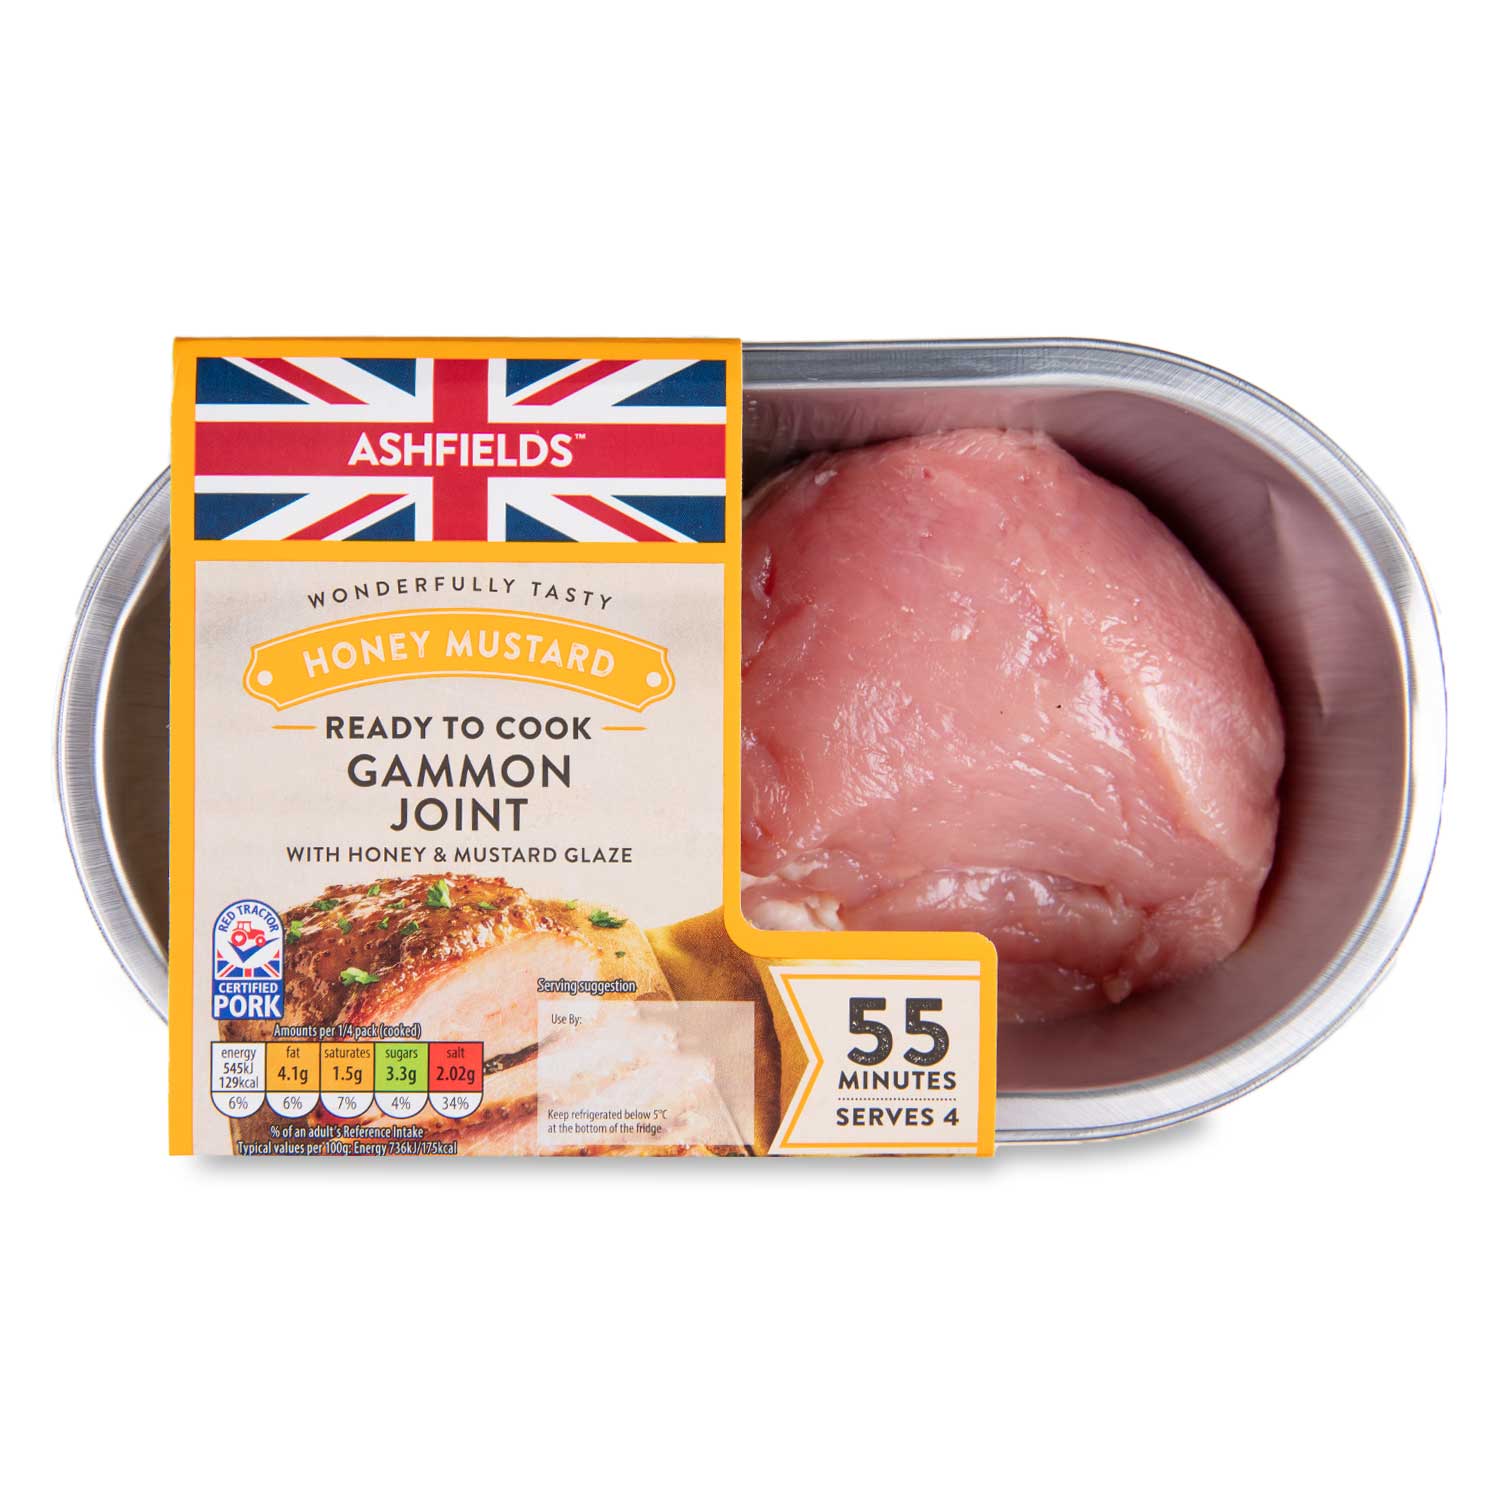 ASHFIELDS™
WONDERFULLY TASTY
HONEY MUSTARD
READY TO COOK
GAMMON
JOINT
WITH HONEY & MUSTARD GLAZE
RED TRACTOR
CERTIFIED
PORK
Serving suggestion
Use By:
Keep refrigerated below 5°C
at the bottom of the fridge
Amounts per 1/4 pack (cooked)
energy
545kJ
129kcal
6%
fat
4.1g
6%
saturates
1.5g
7%
sugars
3.3g
4%
salt
2.02g
34%
% of an adult's Reference Intake
Typical values per 100g: Energy 736kJ/175kcal
55
MINUTES
SERVES 4